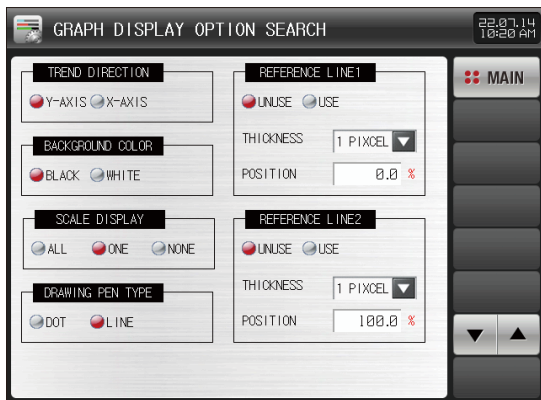 GRAPH DISPLAY OPTION SEARCH
22.07.14
10:20 AM
TREND DIRECTION
Y-AXIS X-AXIS
BACKGROUND COLOR
BLACK WHITE
SCALE DISPLAY
ALL ONE NONE
DRAWING PEN TYPE
DOT LINE
REFERENCE LINE1
UNUSE USE
THICKNESS 1 PIXCEL
POSITION 0.0 %
REFERENCE LINE2
UNUSE USE
THICKNESS 1 PIXCEL
POSITION 100.0 %
MAIN